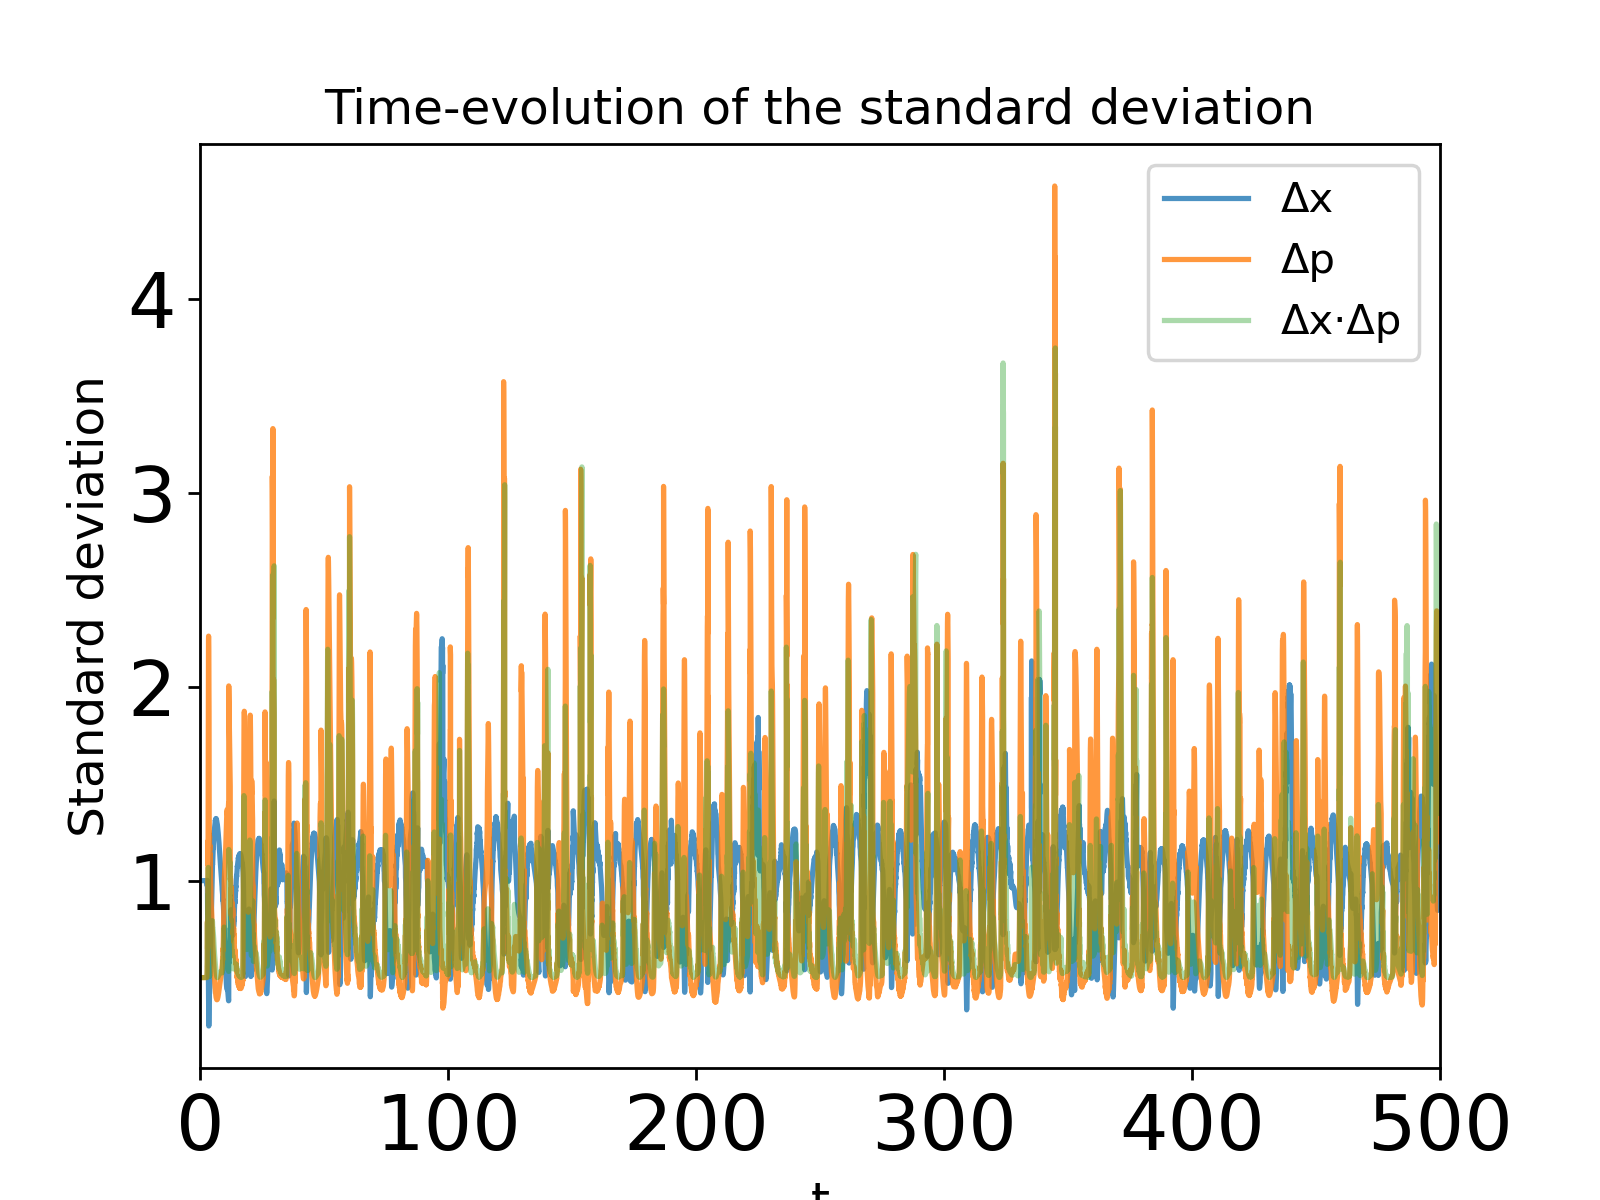 Time-evolution of the standard deviation
Δx
Δp
Δx·Δp
Standard deviation
4
3
2
1
0 100 200 300 400 500
t